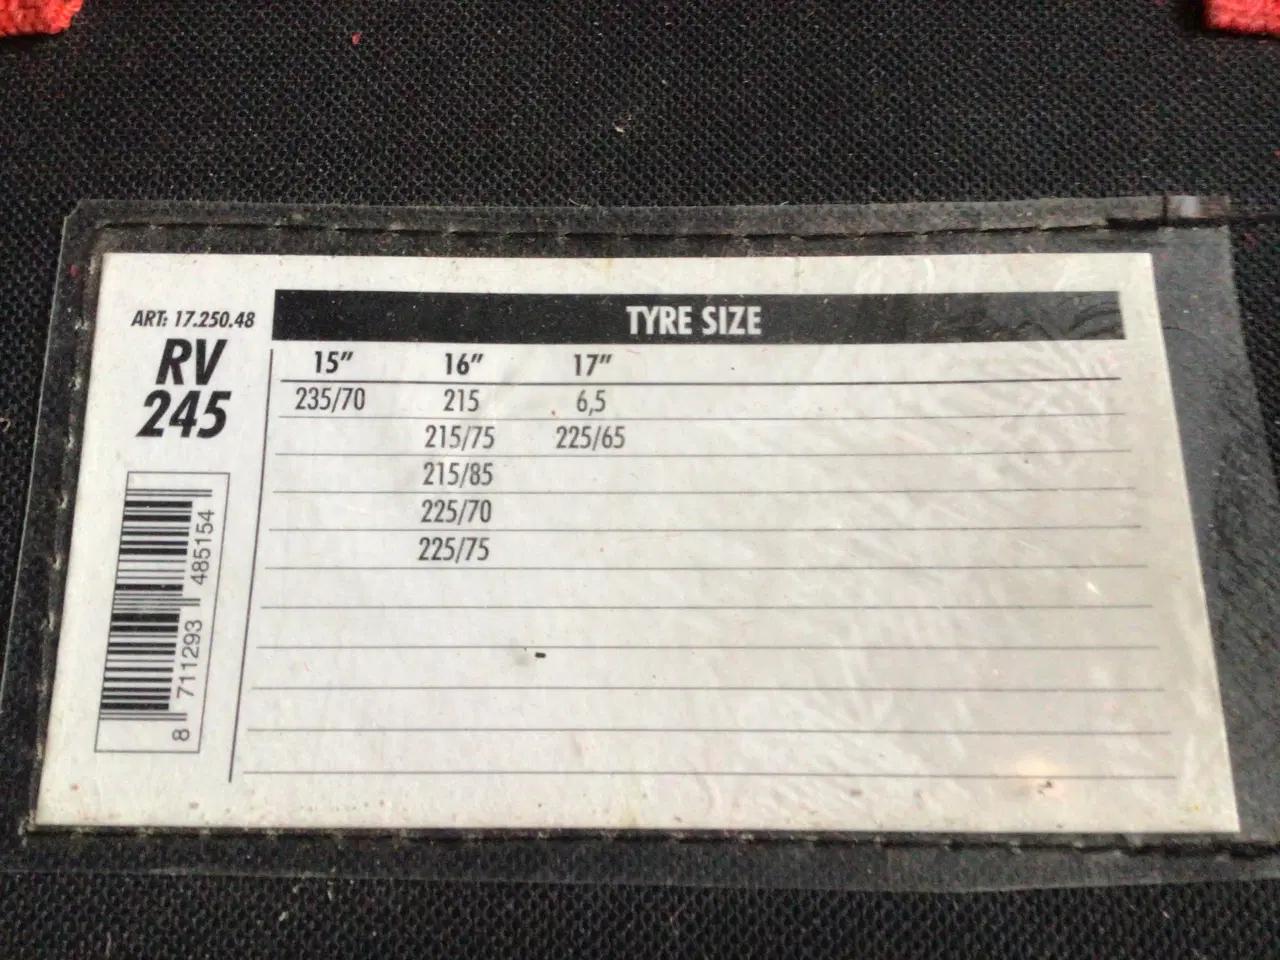 ART: 17.250.48
RV
245
TYRE SIZE
15" 16" 17"
235/70 215 6,5
215/75 225/65
215/85
225/70
225/75
8 711293 485154